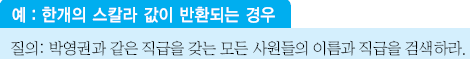 예 : 한개의 스칼라 값이 반환되는 경우
질의: 박영권과 같은 직급을 갖는 모든 사원들의 이름과 직급을 검색하라.